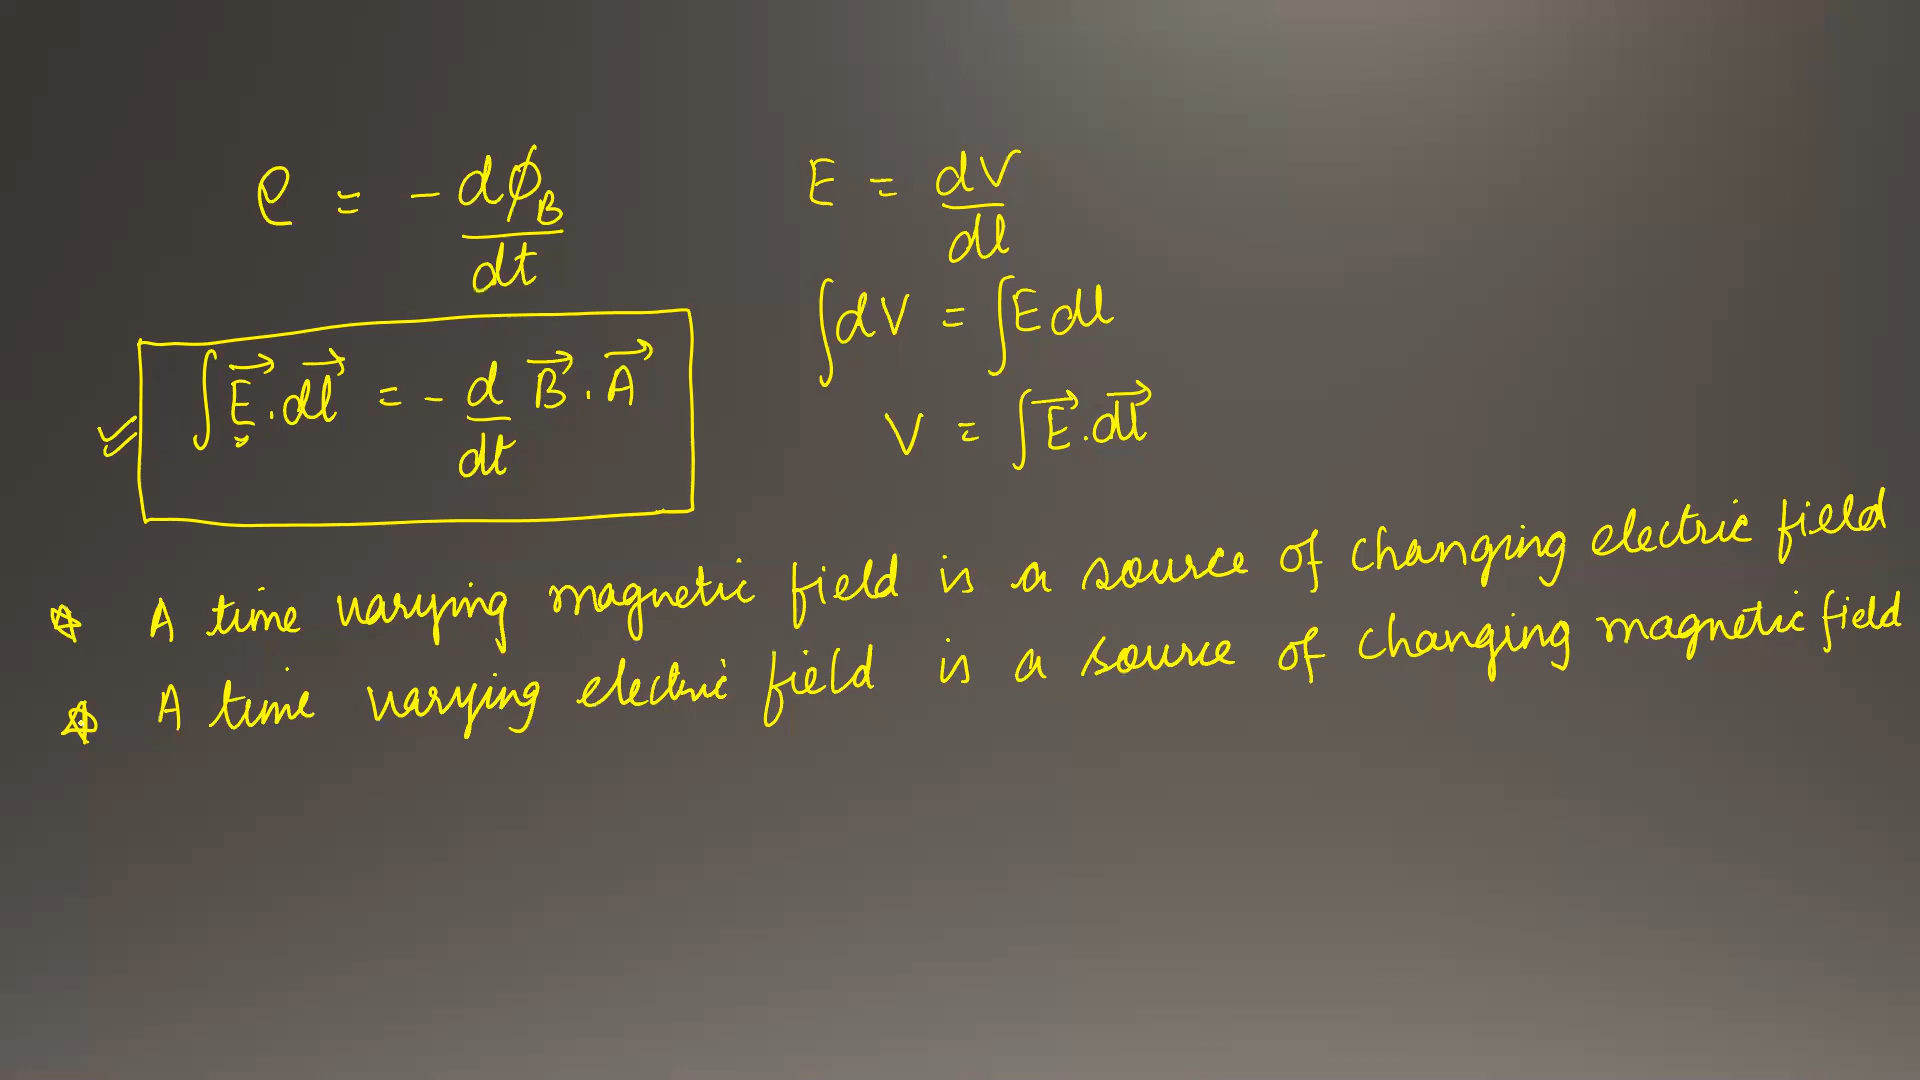 e = - dϕ_B / dt
∫ E⃗ . dl⃗ = - d/dt B⃗ . A⃗
E = dV / dl
∫ dV = ∫ E dl
V = ∫ E⃗ . dl⃗
☆ A time varying magnetic field is a source of changing electric field
☆ A time varying electric field is a source of changing magnetic field